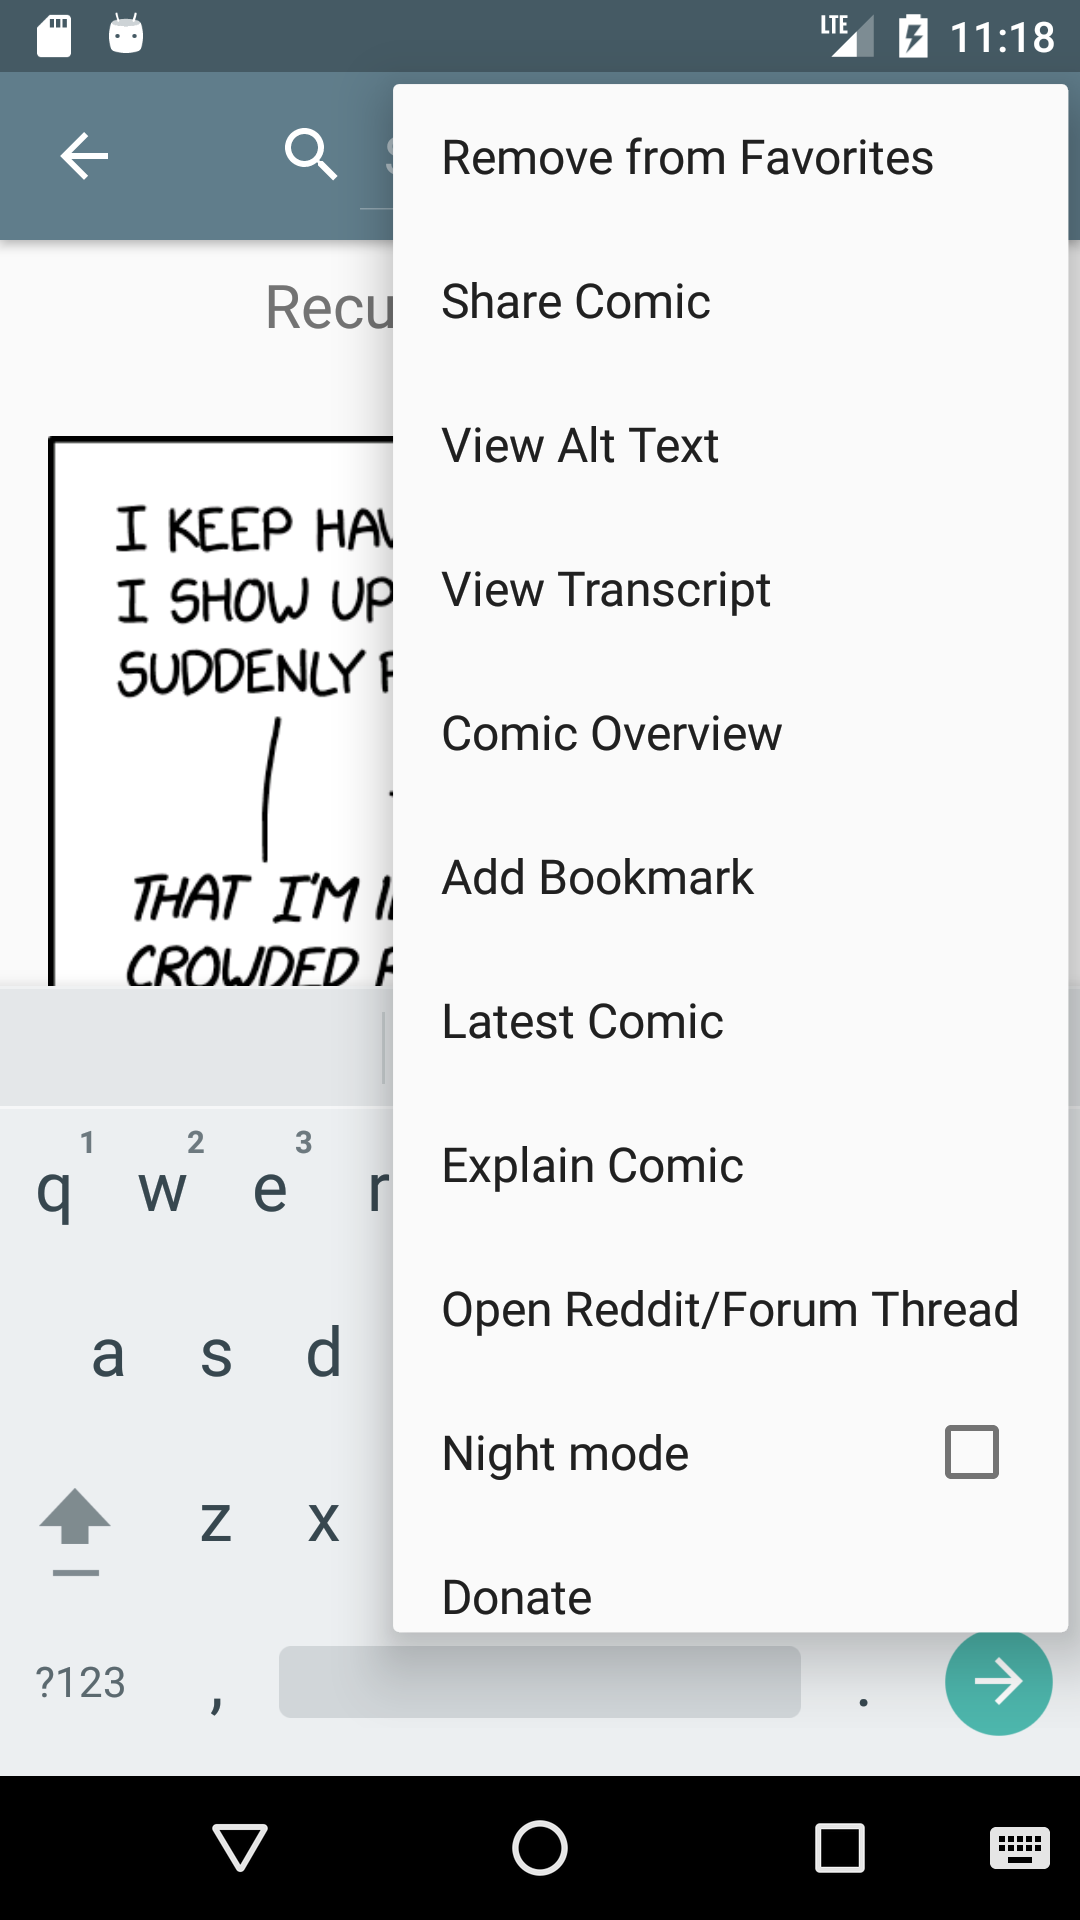 LTE 11:18
Remove from Favorites
Share Comic
View Alt Text
View Transcript
Comic Overview
Add Bookmark
Latest Comic
Explain Comic
Open Reddit/Forum Thread
Night mode
Donate
Recu
I KEEP HAV
I SHOW UP
SUDDENLY
THAT I'M
CROWDED
1 2 3
q w e r
a s d
z x
?123 , .